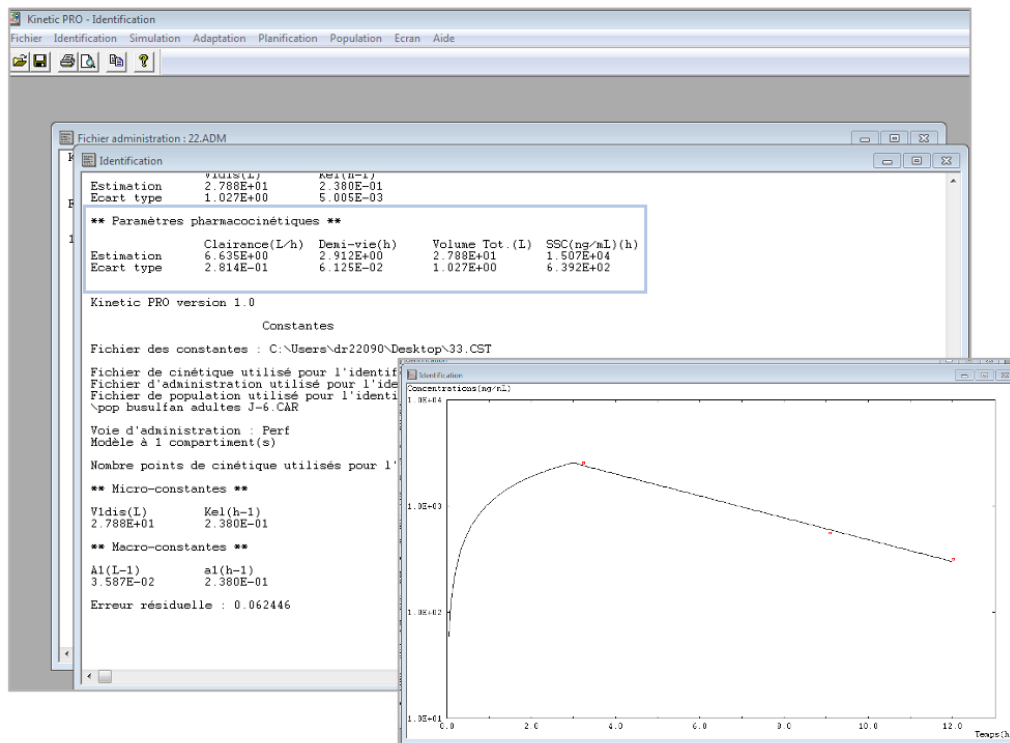 Kinetic PRO - Identification
Fichier Identification Simulation Adaptation Planification Population Ecran Aide
Fichier administration : 22.ADM
Identification
V1dis(L) Kel(h-1)
Estimation 2.788E+01 2.380E-01
Ecart type 1.027E+00 5.005E-03
** Paramètres pharmacocinétiques **
Clairance(L/h) Demi-vie(h) Volume Tot.(L) SSC(ng/mL)(h)
Estimation 6.635E+00 2.912E+00 2.788E+01 1.507E+04
Ecart type 2.814E-01 6.125E-02 1.027E+00 6.392E+02
Kinetic PRO version 1.0
Constantes
Fichier des constantes : C:\Users\dr22090\Desktop\33.CST
Fichier de cinétique utilisé pour l'identif
Fichier d'administration utilisé pour l'ide
Fichier de population utilisé pour l'identi
\pop busulfan adultes J-6.CAR
Voie d'administration : Perf
Modèle à 1 compartiment(s)
Nombre points de cinétique utilisés pour l'
** Micro-constantes **
V1dis(L) Kel(h-1)
2.788E+01 2.380E-01
** Macro-constantes **
A1(L-1) a1(h-1)
3.587E-02 2.380E-01
Erreur résiduelle : 0.062446
Identification
Concentrations(ng/mL)
1.0E+04
1.0E+03
1.0E+02
1.0E+01
0.0 2.0 4.0 6.0 8.0 10.0 12.0
Temps(h